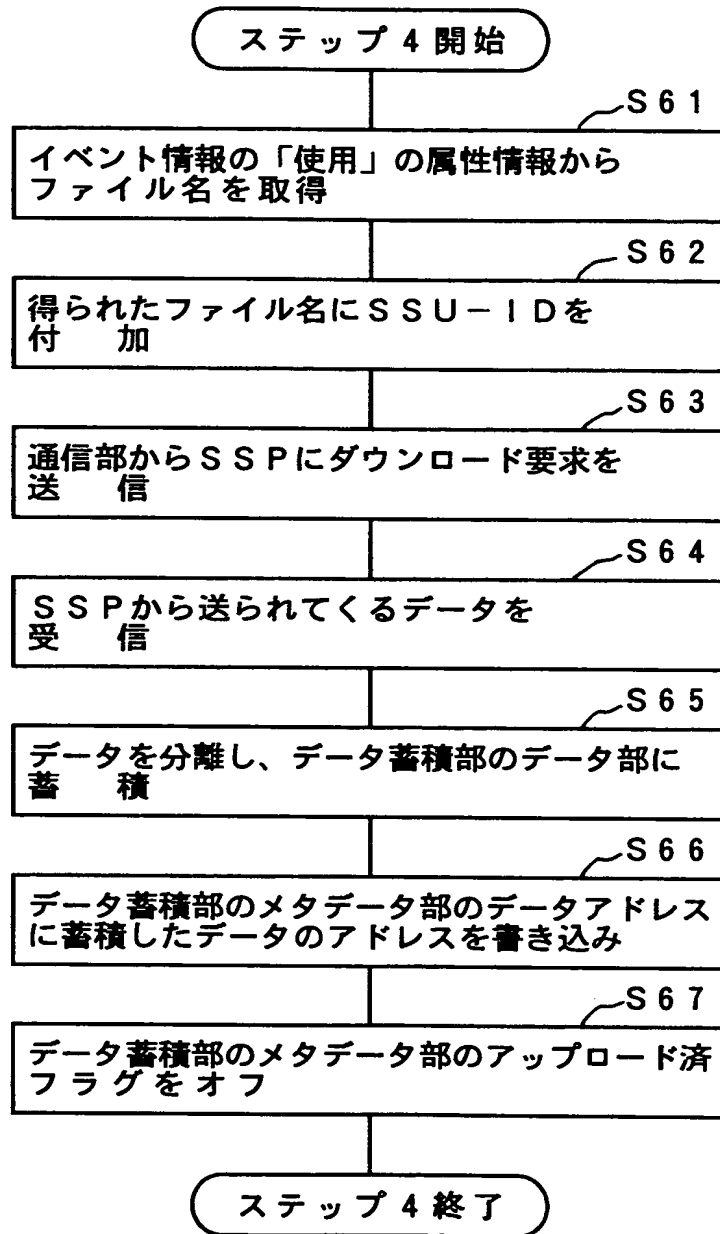 ステップ4開始
S61
イベント情報の「使用」の属性情報から
ファイル名を取得
S62
得られたファイル名にSSU－IDを
付　加
S63
通信部からSSPにダウンロード要求を
送　信
S64
SSPから送られてくるデータを
受　信
S65
データを分離し、データ蓄積部のデータ部に
蓄　積
S66
データ蓄積部のメタデータ部のデータアドレス
に蓄積したデータのアドレスを書き込み
S67
データ蓄積部のメタデータ部のアップロード済
フラグをオフ
ステップ4終了